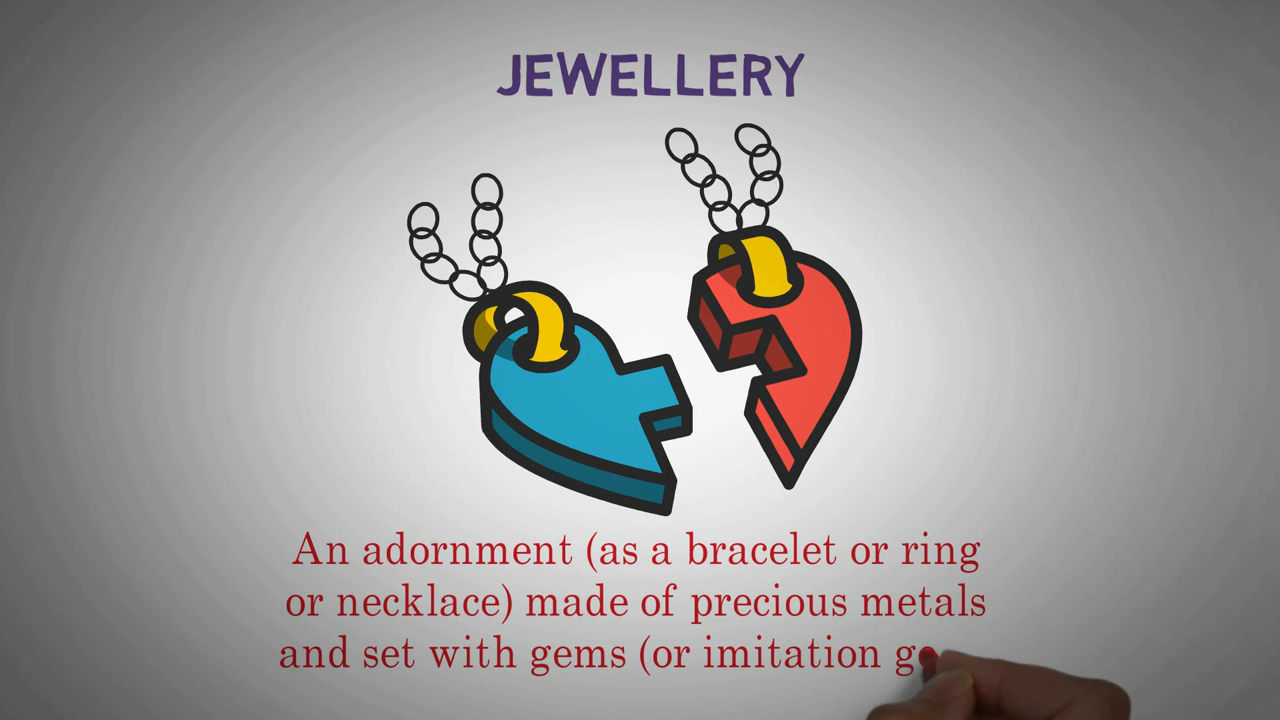 JEWELLERY
An adornment (as a bracelet or ring
or necklace) made of precious metals
and set with gems (or imitation